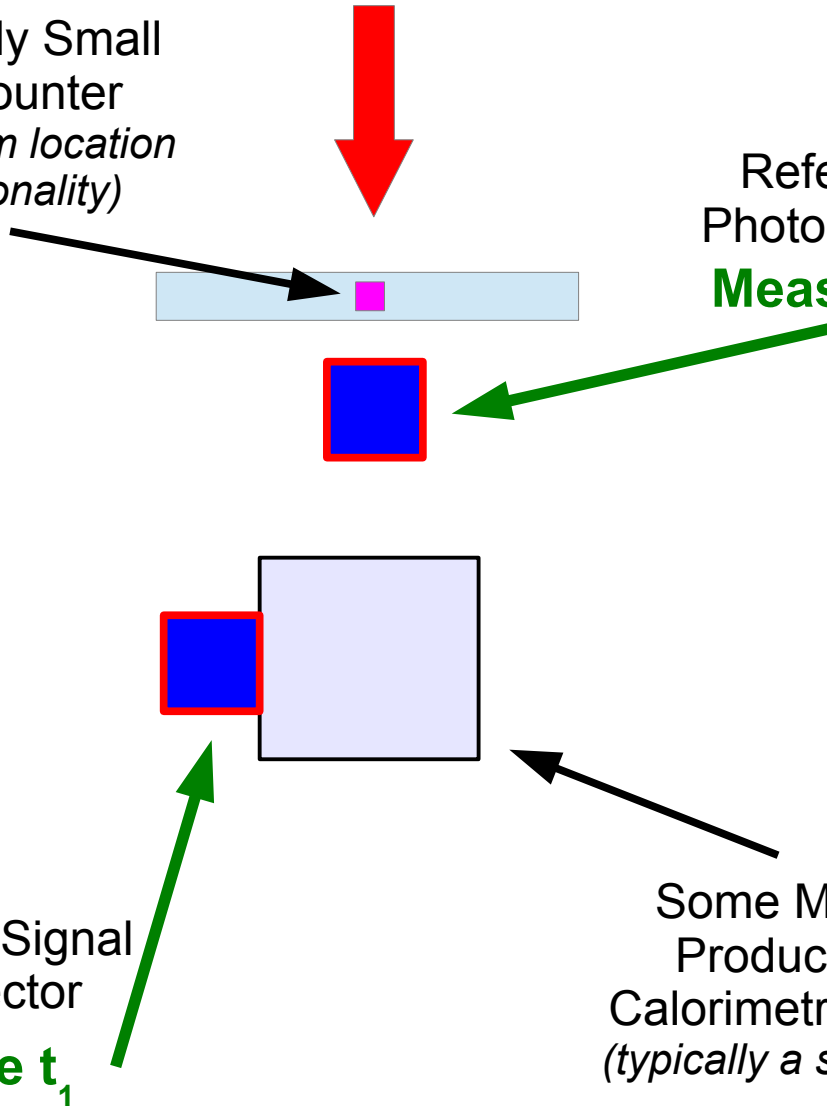 ly Small
ounter
m location
onality)
Refe
Photo
Meas
Signal
ctor
e t₁
Some M
Produc
Calorimetr
(typically a s